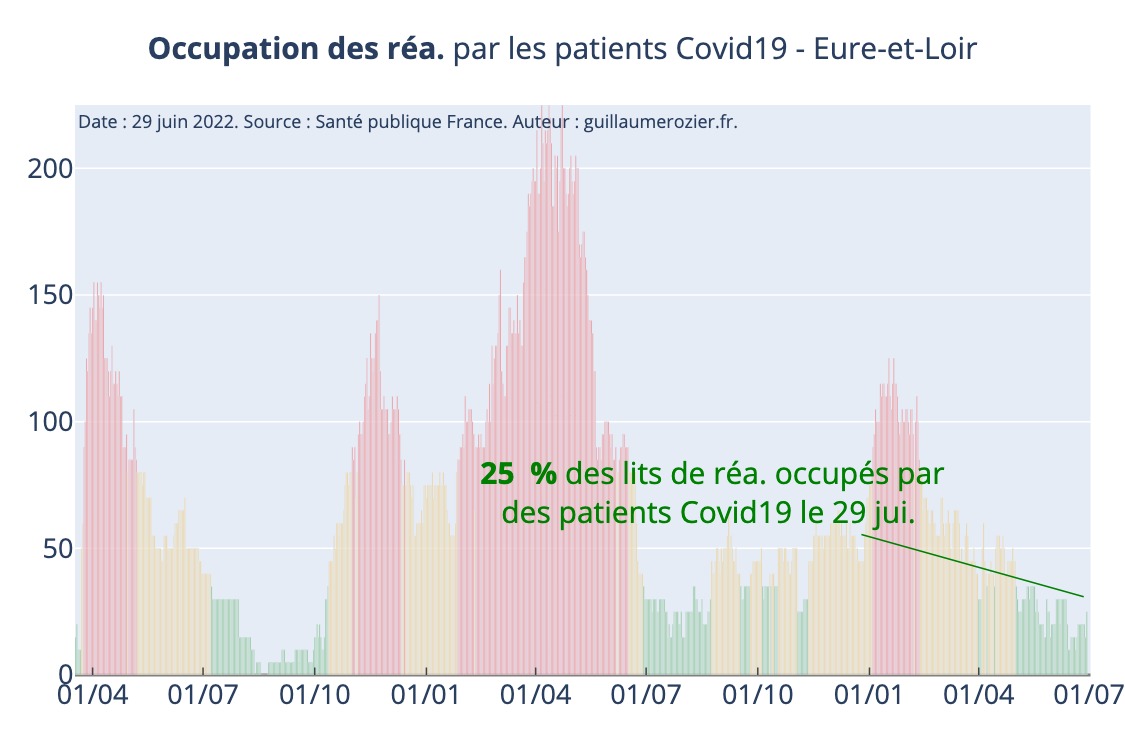 Occupation des réa. par les patients Covid19 - Eure-et-Loir
Date : 29 juin 2022. Source : Santé publique France. Auteur : guillaumerozier.fr.
200
150
100
25  % des lits de réa. occupés par
des patients Covid19 le 29 jui.
50
0
01/04 01/07 01/10 01/01 01/04 01/07 01/10 01/01 01/04 01/07